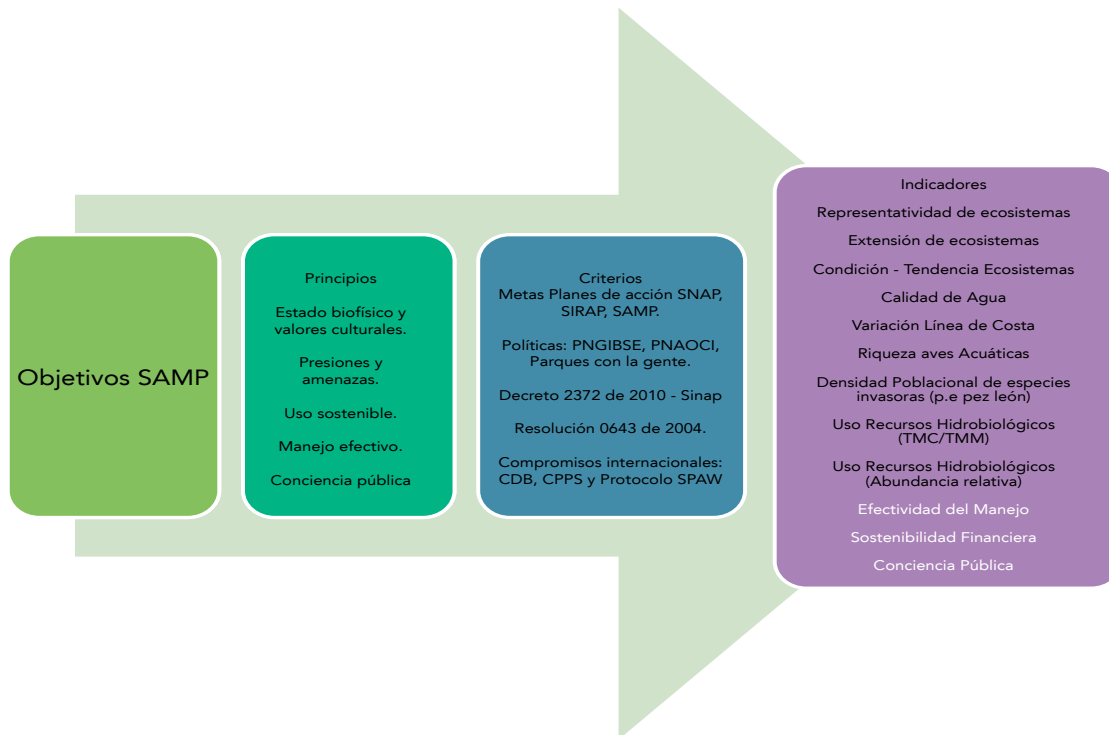 Objetivos SAMP
Principios
Estado biofísico y
valores culturales.
Presiones y
amenazas.
Uso sostenible.
Manejo efectivo.
Conciencia pública
Criterios
Metas Planes de acción SNAP,
SIRAP, SAMP.
Políticas: PNGIBSE, PNAOCI,
Parques con la gente.
Decreto 2372 de 2010 - Sinap
Resolución 0643 de 2004.
Compromisos internacionales:
CDB, CPPS y Protocolo SPAW
Indicadores
Representatividad de ecosistemas
Extensión de ecosistemas
Condición - Tendencia Ecosistemas
Calidad de Agua
Variación Línea de Costa
Riqueza aves Acuáticas
Densidad Poblacional de especies
invasoras (p.e pez león)
Uso Recursos Hidrobiológicos
(TMC/TMM)
Uso Recursos Hidrobiológicos
(Abundancia relativa)
Efectividad del Manejo
Sostenibilidad Financiera
Conciencia Pública